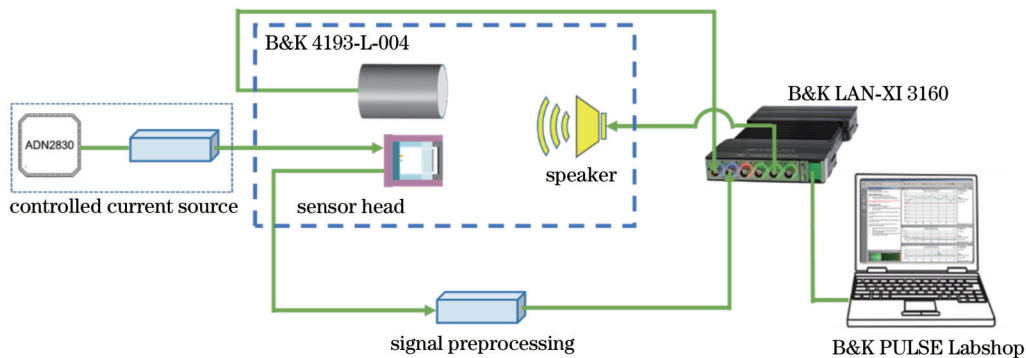 B&K 4193-L-004
B&K LAN-XI 3160
ADN2830
controlled current source
sensor head
speaker
signal preprocessing
B&K PULSE Labshop